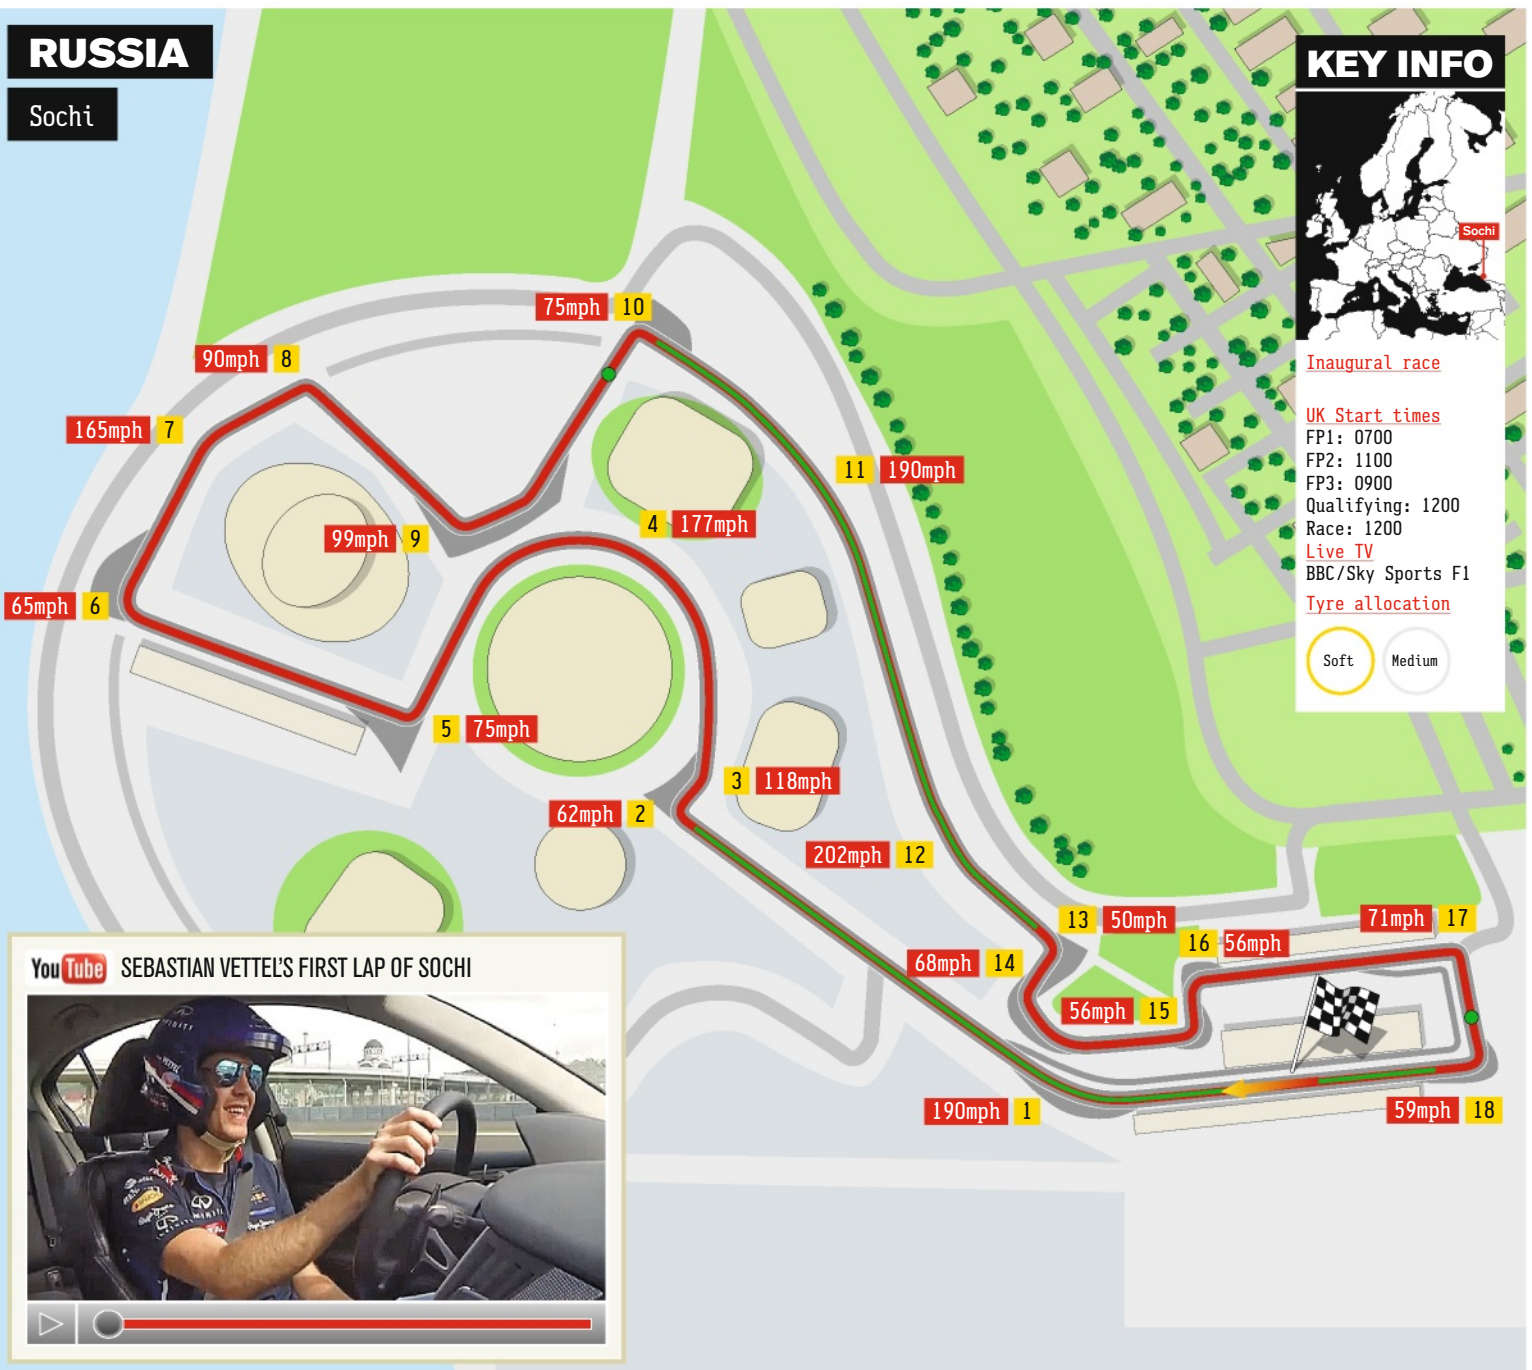 RUSSIA
Sochi
KEY INFO
Sochi
Inaugural race
UK Start times
FP1: 0700
FP2: 1100
FP3: 0900
Qualifying: 1200
Race: 1200
Live TV
BBC/Sky Sports F1
Tyre allocation
Soft
Medium
75mph 10
90mph 8
165mph 7
11 190mph
4 177mph
99mph 9
65mph 6
5 75mph
3 118mph
62mph 2
202mph 12
13 50mph
71mph 17
16 56mph
68mph 14
56mph 15
190mph 1
59mph 18
YouTube SEBASTIAN VETTEL'S FIRST LAP OF SOCHI
INFINITI